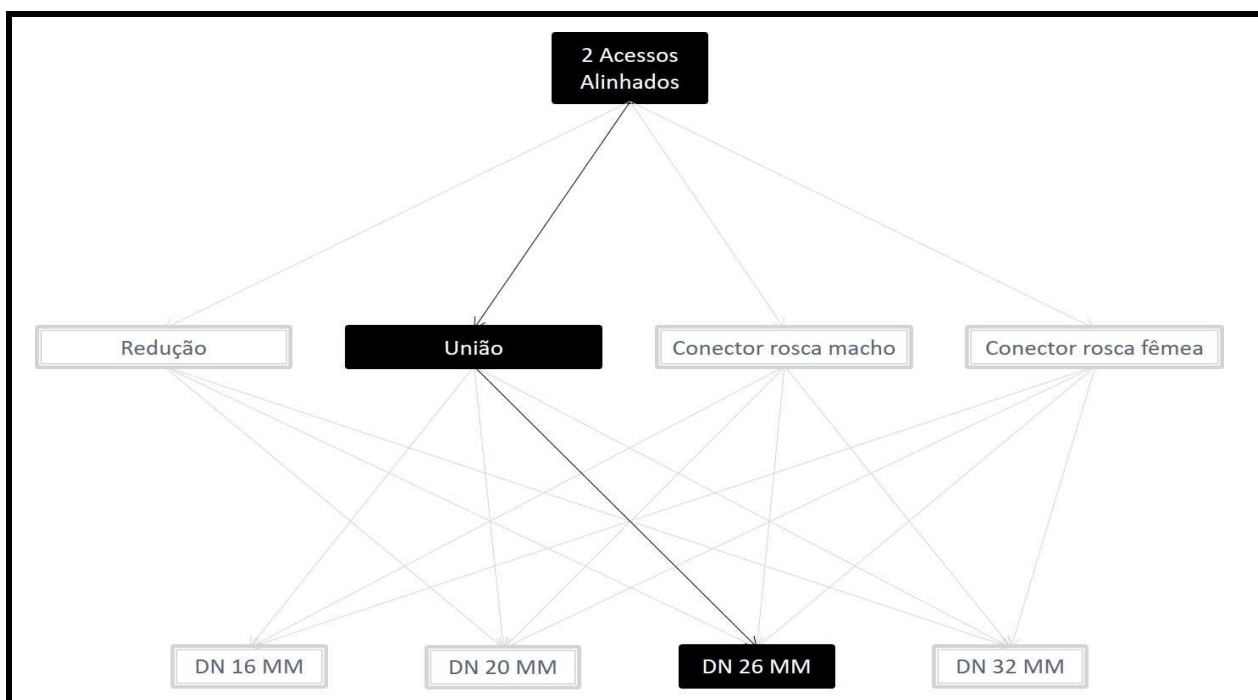 2 Acessos
Alinhados
Redução
União
Conector rosca macho
Conector rosca fêmea
DN 16 MM
DN 20 MM
DN 26 MM
DN 32 MM